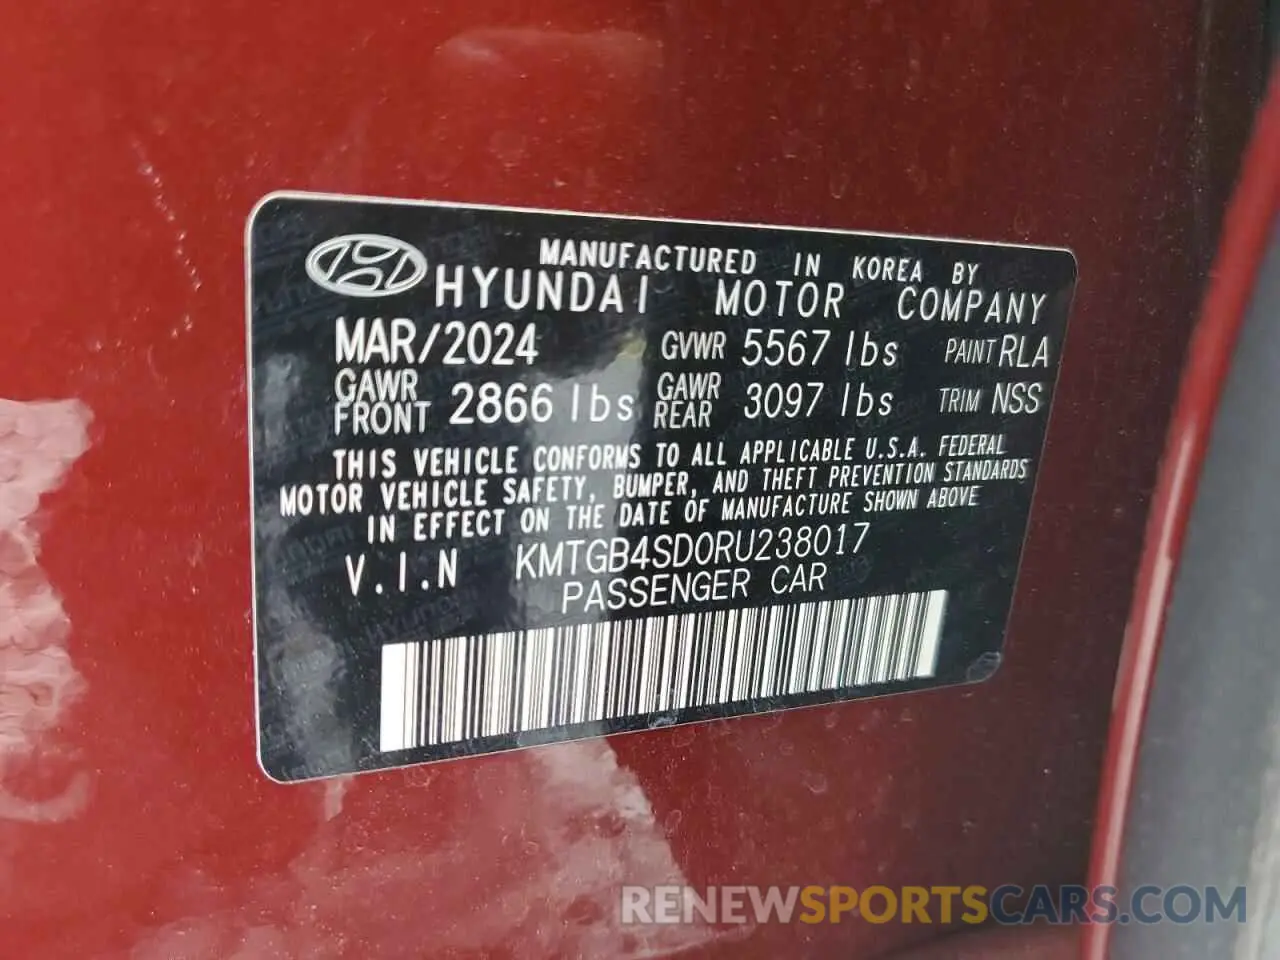 MANUFACTURED IN KOREA BY
HYUNDAI MOTOR COMPANY
MAR/2024 GVWR 5567 lbs PAINT RLA
GAWR FRONT 2866 lbs GAWR REAR 3097 lbs TRIM NSS
THIS VEHICLE CONFORMS TO ALL APPLICABLE U.S.A. FEDERAL
MOTOR VEHICLE SAFETY, BUMPER, AND THEFT PREVENTION STANDARDS
IN EFFECT ON THE DATE OF MANUFACTURE SHOWN ABOVE
V.I.N KMTGB4SD0RU238017
PASSENGER CAR
RENEWSPORTSCARS.COM